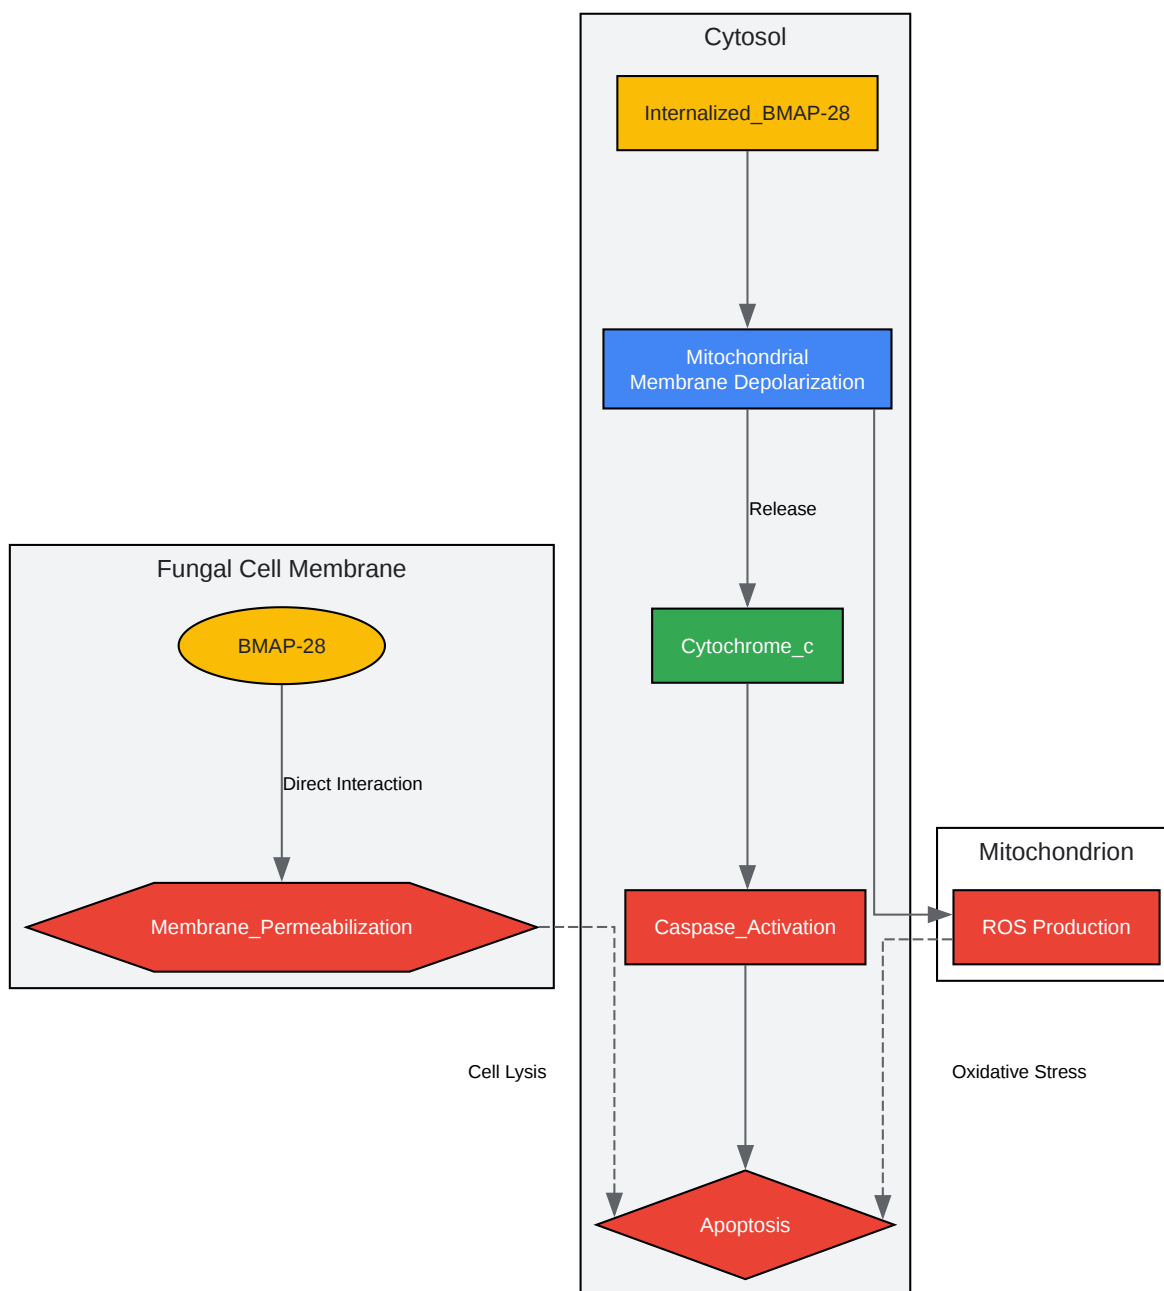 Cytosol
Internalized_BMAP-28
Mitochondrial
Membrane Depolarization
Release
Fungal Cell Membrane
BMAP-28
Cytochrome_c
Direct Interaction
Mitochondrion
Membrane_Permeabilization
Caspase_Activation
ROS Production
Cell Lysis
Oxidative Stress
Apoptosis